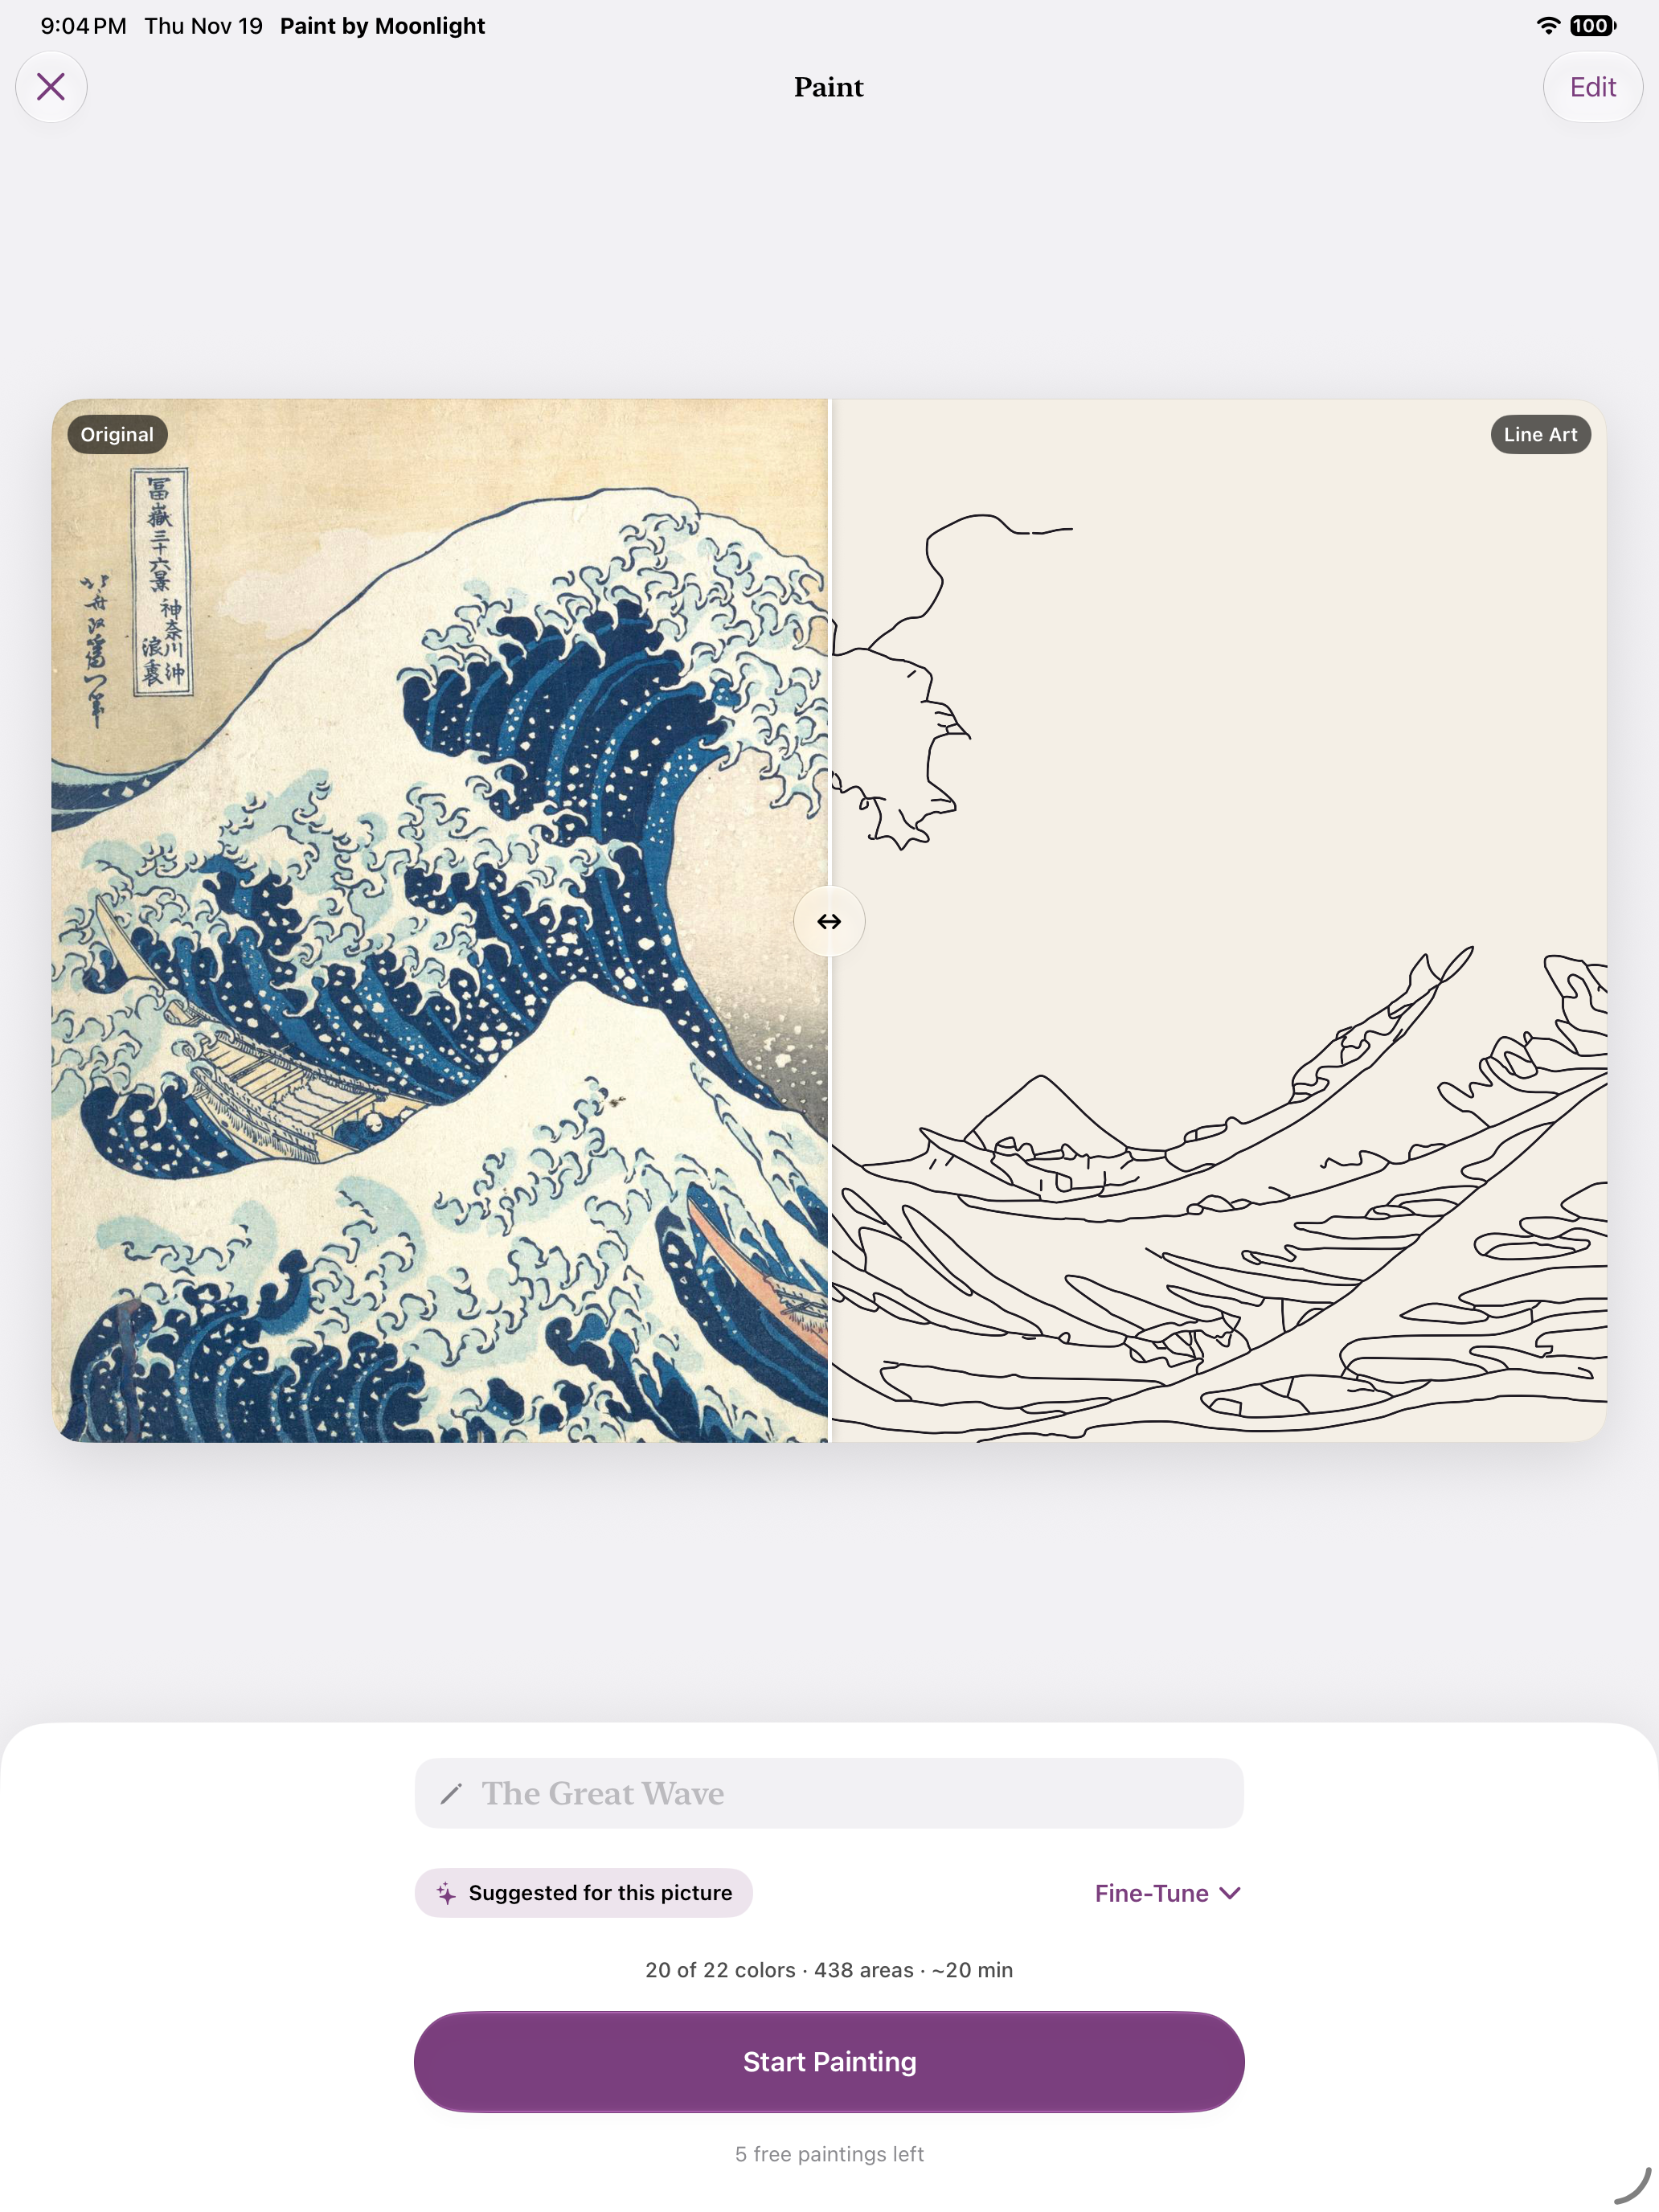 9:04 PM Thu Nov 19 Paint by Moonlight
100
Paint
Edit
Original
Line Art
冨嶽三十六景
神奈川沖
浪裏
The Great Wave
Suggested for this picture
Fine-Tune
20 of 22 colors · 438 areas · ~20 min
Start Painting
5 free paintings left